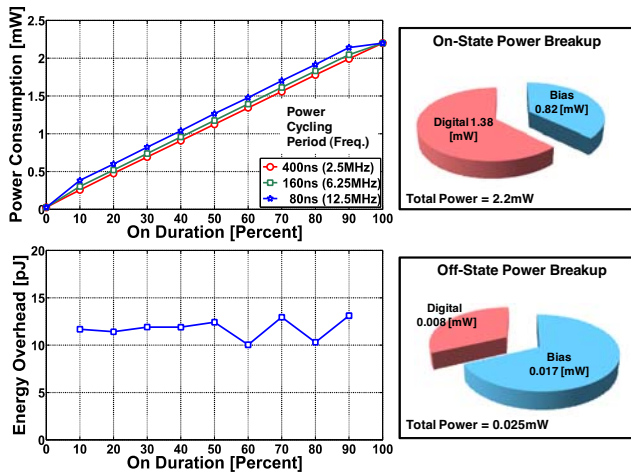 Power Consumption [mW]
2.5
2
1.5
1
0.5
0
Power
Cycling
Period (Freq.)
400ns (2.5MHz)
160ns (6.25MHz)
80ns (12.5MHz)
0 10 20 30 40 50 60 70 80 90 100
On Duration [Percent]
On-State Power Breakup
Bias
0.82 [mW]
Digital 1.38
[mW]
Total Power = 2.2mW
Energy Overhead [pJ]
20
15
10
5
0
0 10 20 30 40 50 60 70 80 90 100
On Duration [Percent]
Off-State Power Breakup
Digital
0.008 [mW]
Bias
0.017 [mW]
Total Power = 0.025mW